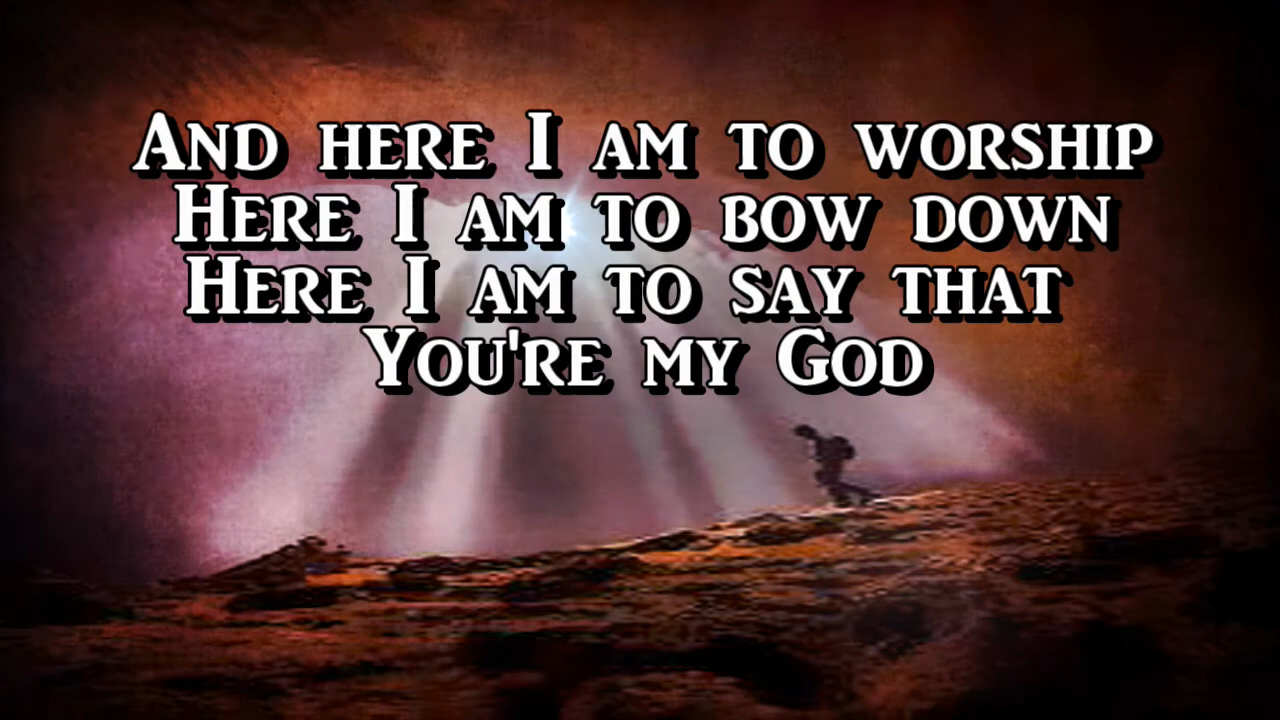 And here I am to worship
Here I am to bow down
Here I am to say that
You're my God